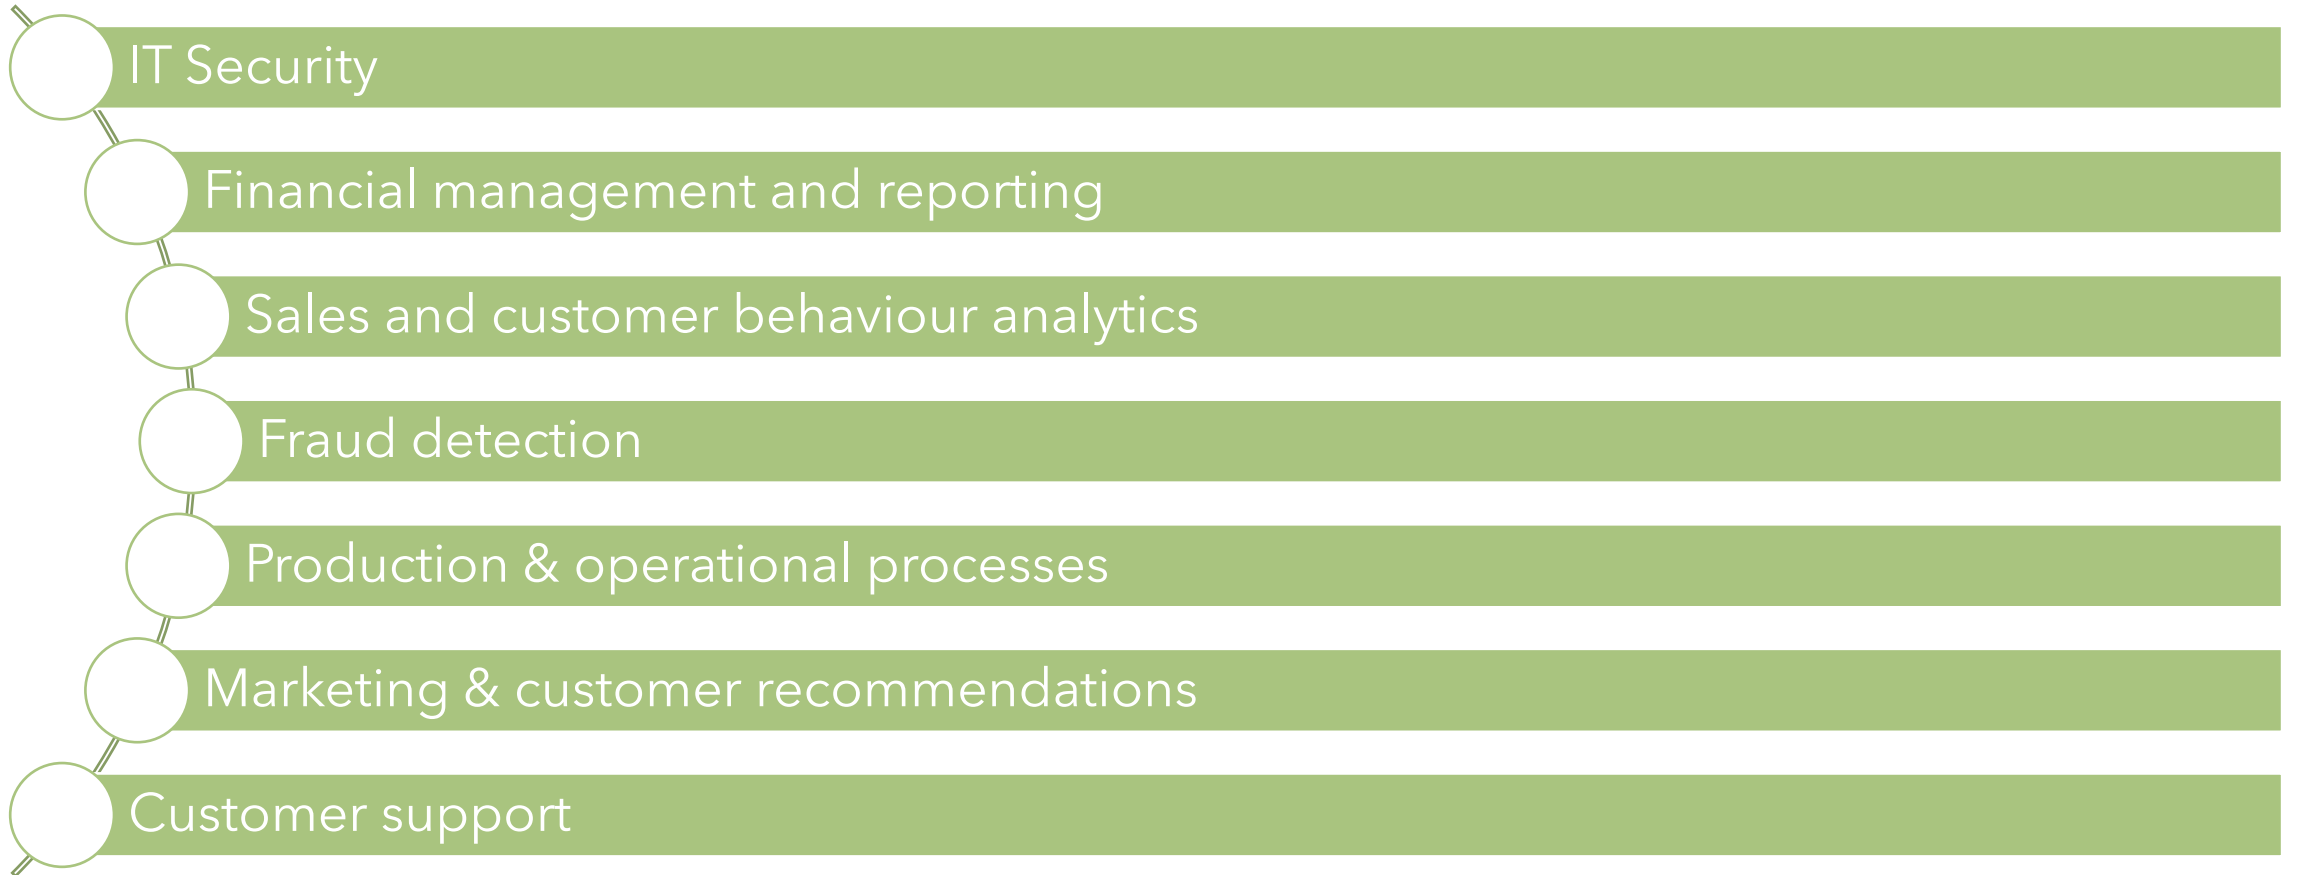 IT Security
Financial management and reporting
Sales and customer behaviour analytics
Fraud detection
Production & operational processes
Marketing & customer recommendations
Customer support